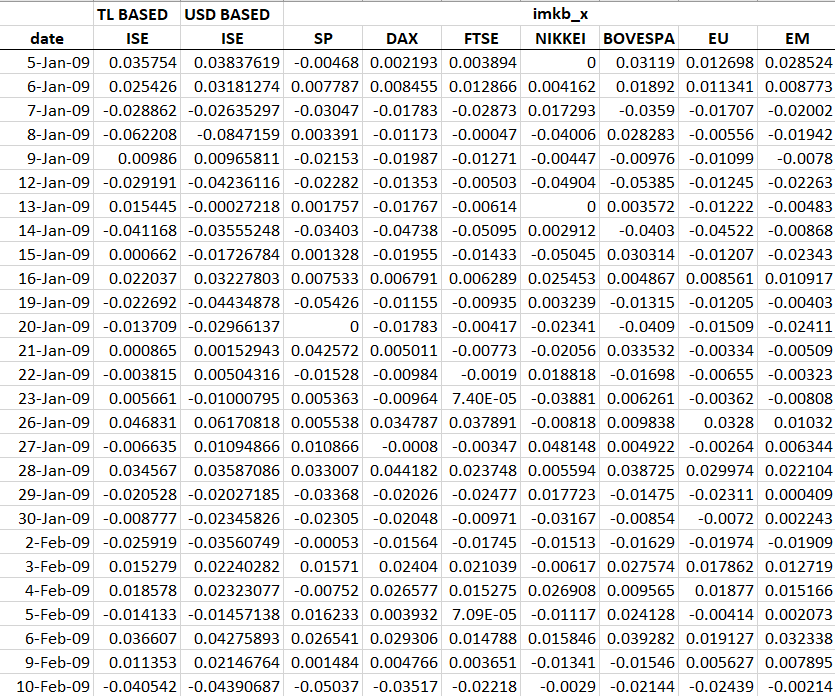 TL BASED USD BASED imkb_x
date ISE ISE SP DAX FTSE NIKKEI BOVESPA EU EM
5-Jan-09 0.035754 0.03837619 -0.00468 0.002193 0.003894 0 0.03119 0.012698 0.028524
6-Jan-09 0.025426 0.03181274 0.007787 0.008455 0.012866 0.004162 0.01892 0.011341 0.008773
7-Jan-09 -0.028862 -0.02635297 -0.03047 -0.01783 -0.02873 0.017293 -0.0359 -0.01707 -0.02002
8-Jan-09 -0.062208 -0.0847159 0.003391 -0.01173 -0.00047 -0.04006 0.028283 -0.00556 -0.01942
9-Jan-09 0.00986 0.00965811 -0.02153 -0.01987 -0.01271 -0.00447 -0.00976 -0.01099 -0.0078
12-Jan-09 -0.029191 -0.04236116 -0.02282 -0.01353 -0.00503 -0.04904 -0.05385 -0.01245 -0.02263
13-Jan-09 0.015445 -0.00027218 0.001757 -0.01767 -0.00614 0 0.003572 -0.01222 -0.00483
14-Jan-09 -0.041168 -0.03555248 -0.03403 -0.04738 -0.05095 0.002912 -0.0403 -0.04522 -0.00868
15-Jan-09 0.000662 -0.01726784 0.001328 -0.01955 -0.01433 -0.05045 0.030314 -0.01207 -0.02343
16-Jan-09 0.022037 0.03227803 0.007533 0.006791 0.006289 0.025453 0.004867 0.008561 0.010917
19-Jan-09 -0.022692 -0.04434878 -0.05426 -0.01155 -0.00935 0.003239 -0.01315 -0.01205 -0.00403
20-Jan-09 -0.013709 -0.02966137 0 -0.01783 -0.00417 -0.02341 -0.0409 -0.01509 -0.02411
21-Jan-09 0.000865 0.00152943 0.042572 0.005011 -0.00773 -0.02056 0.033532 -0.00334 -0.00509
22-Jan-09 -0.003815 0.00504316 -0.01528 -0.00984 -0.0019 0.018818 -0.01698 -0.00655 -0.00323
23-Jan-09 0.005661 -0.01000795 0.005363 -0.00964 7.40E-05 -0.03881 0.006261 -0.00362 -0.00808
26-Jan-09 0.046831 0.06170818 0.005538 0.034787 0.037891 -0.00818 0.009838 0.0328 0.01032
27-Jan-09 -0.006635 0.01094866 0.010866 -0.0008 -0.00347 0.048148 0.004922 -0.00264 0.006344
28-Jan-09 0.034567 0.03587086 0.033007 0.044182 0.023748 0.005594 0.038725 0.029974 0.022104
29-Jan-09 -0.020528 -0.02027185 -0.03368 -0.02026 -0.02477 0.017723 -0.01475 -0.02311 0.000409
30-Jan-09 -0.008777 -0.02345826 -0.02305 -0.02048 -0.00971 -0.03167 -0.00854 -0.0072 0.002243
2-Feb-09 -0.025919 -0.03560749 -0.00053 -0.01564 -0.01745 -0.01513 -0.01629 -0.01974 -0.01909
3-Feb-09 0.015279 0.02240282 0.01571 0.02404 0.021039 -0.00617 0.027574 0.017862 0.012719
4-Feb-09 0.018578 0.02323077 -0.00752 0.026577 0.015275 0.026908 0.009565 0.01877 0.015166
5-Feb-09 -0.014133 -0.01457138 0.016233 0.003932 7.09E-05 -0.01117 0.024128 -0.00414 0.002073
6-Feb-09 0.036607 0.04275893 0.026541 0.029306 0.014788 0.015846 0.039282 0.019127 0.032338
9-Feb-09 0.011353 0.02146764 0.001484 0.004766 0.003651 -0.01341 -0.01546 0.005627 0.007895
10-Feb-09 -0.040542 -0.04390687 -0.05037 -0.03517 -0.02218 -0.0029 -0.02144 -0.02439 -0.00214